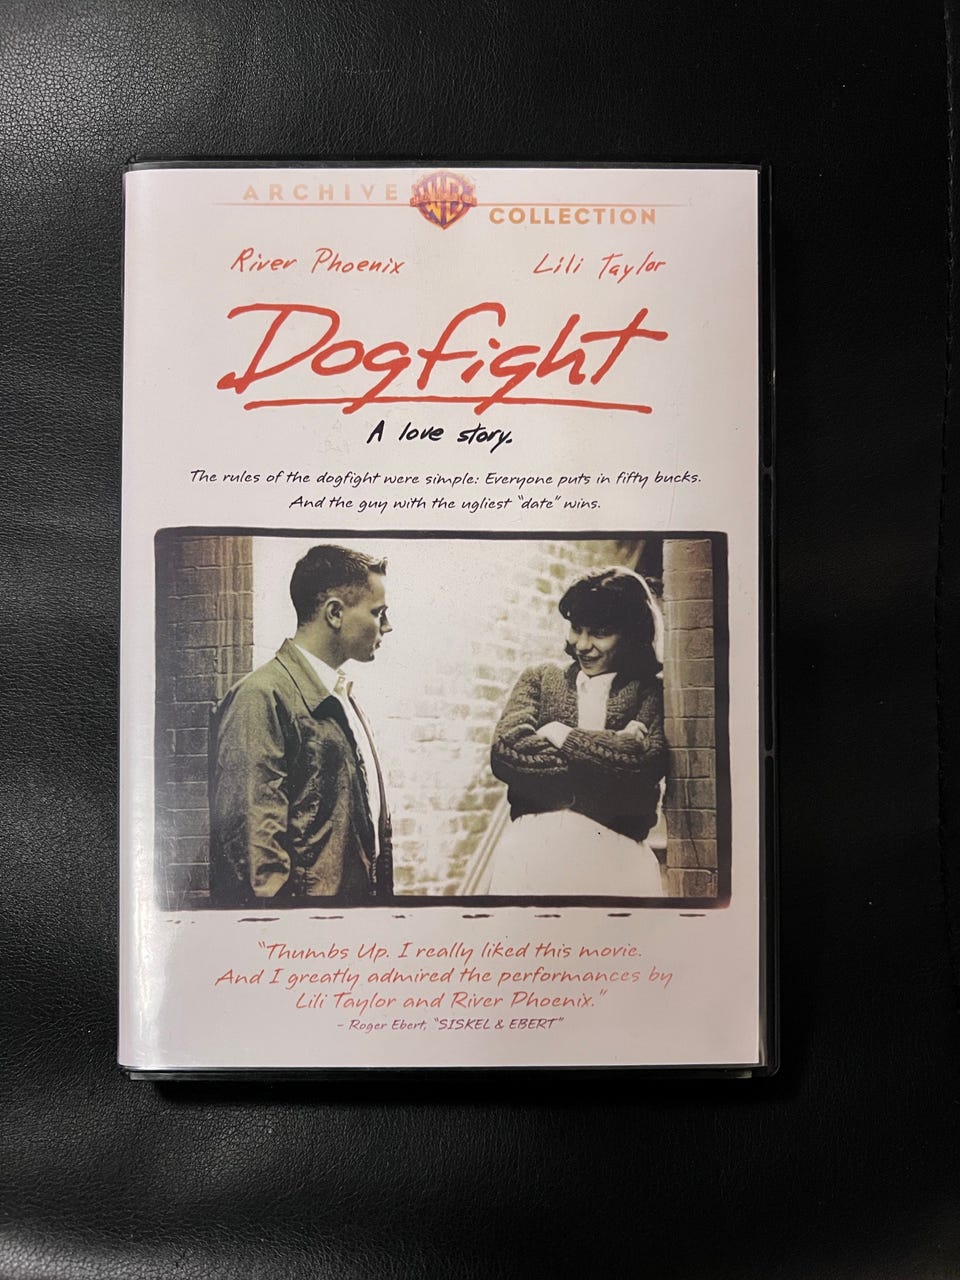 ARCHIVE WB COLLECTION
River Phoenix Lili Taylor
Dogfight
A love story.
The rules of the dogfight were simple: Everyone puts in fifty bucks.
And the guy with the ugliest "date" wins.
"Thumbs Up. I really liked this movie.
And I greatly admired the performances by
Lili Taylor and River Phoenix."
- Roger Ebert, "SISKEL & EBERT"